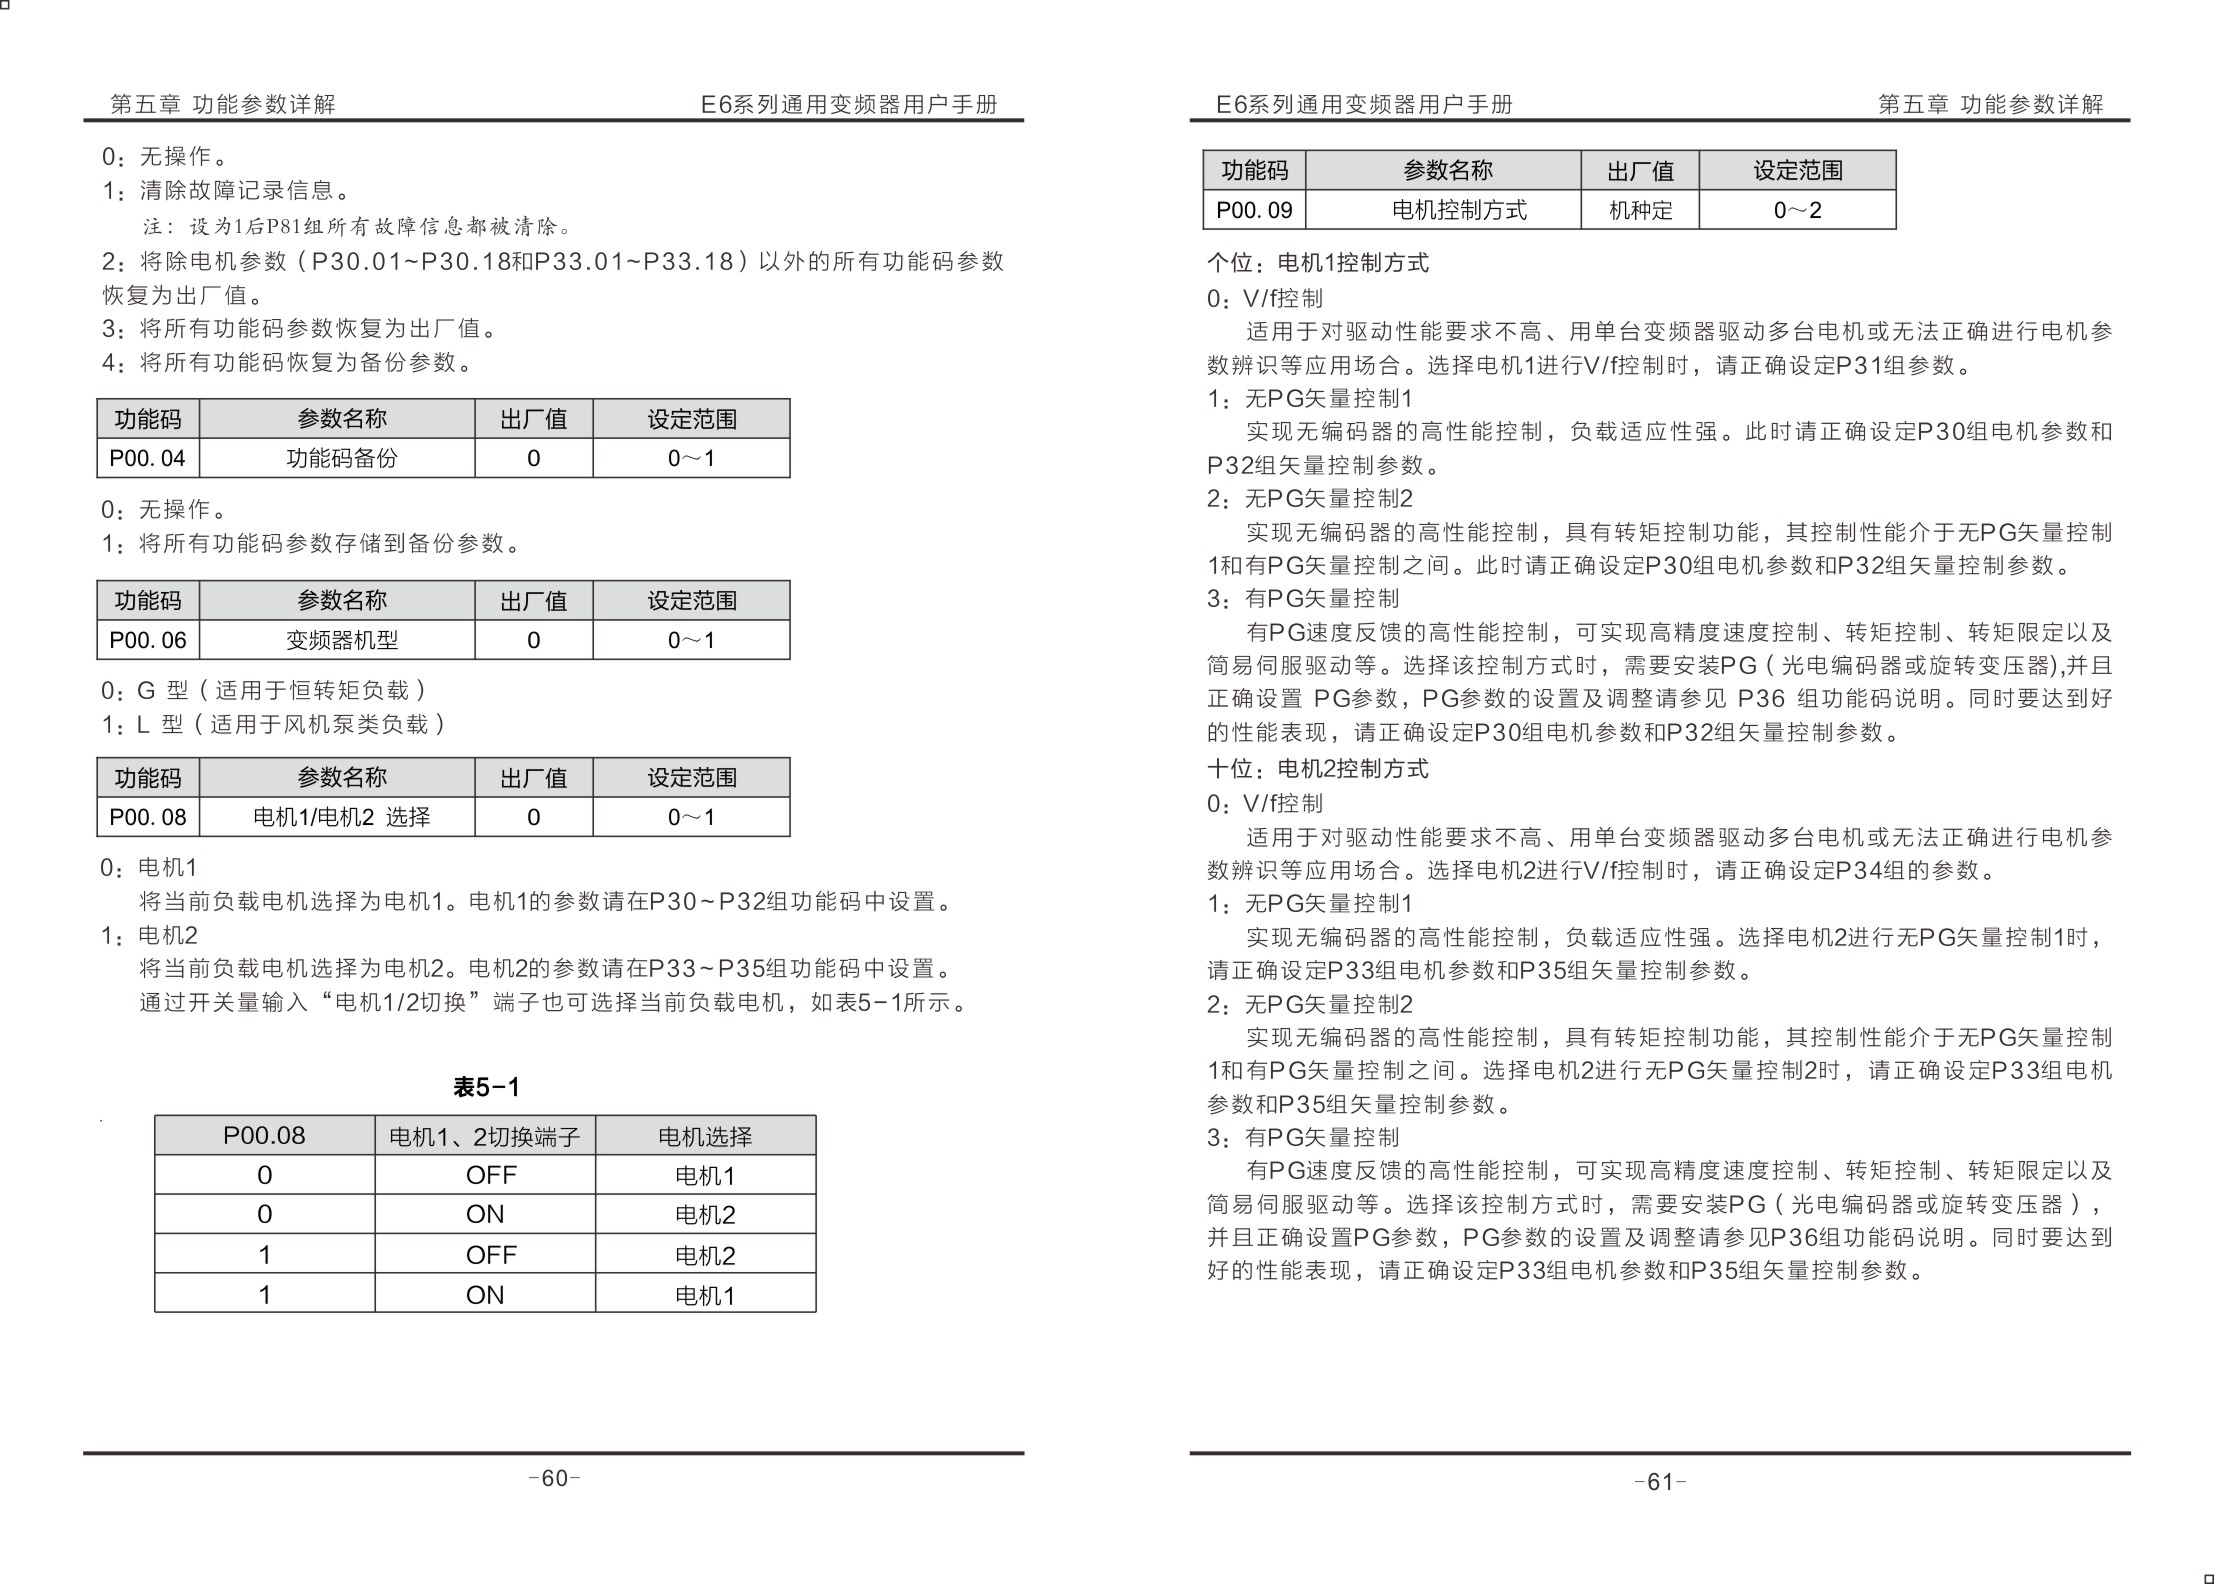 第五章 功能参数详解 E6系列通用变频器用户手册
0：无操作。
1：清除故障记录信息。
注：设为1后P81组所有故障信息都被清除。
2：将除电机参数（P30.01~P30.18和P33.01~P33.18）以外的所有功能码参数
恢复为出厂值。
3：将所有功能码参数恢复为出厂值。
4：将所有功能码恢复为备份参数。
功能码 参数名称 出厂值 设定范围
P00.04 功能码备份 0 0～1
0：无操作。
1：将所有功能码参数存储到备份参数。
功能码 参数名称 出厂值 设定范围
P00.06 变频器机型 0 0～1
0：G 型（适用于恒转矩负载）
1：L 型（适用于风机泵类负载）
功能码 参数名称 出厂值 设定范围
P00.08 电机1/电机2 选择 0 0～1
0：电机1
将当前负载电机选择为电机1。电机1的参数请在P30~P32组功能码中设置。
1：电机2
将当前负载电机选择为电机2。电机2的参数请在P33~P35组功能码中设置。
通过开关量输入“电机1/2切换”端子也可选择当前负载电机，如表5-1所示。
表5-1
P00.08 电机1、2切换端子 电机选择
0 OFF 电机1
0 ON 电机2
1 OFF 电机2
1 ON 电机1
-60-
E6系列通用变频器用户手册 第五章 功能参数详解
功能码 参数名称 出厂值 设定范围
P00.09 电机控制方式 机种定 0～2
个位：电机1控制方式
0：V/f控制
适用于对驱动性能要求不高、用单台变频器驱动多台电机或无法正确进行电机参
数辨识等应用场合。选择电机1进行V/f控制时，请正确设定P31组参数。
1：无PG矢量控制1
实现无编码器的高性能控制，负载适应性强。此时请正确设定P30组电机参数和
P32组矢量控制参数。
2：无PG矢量控制2
实现无编码器的高性能控制，具有转矩控制功能，其控制性能介于无PG矢量控制
1和有PG矢量控制之间。此时请正确设定P30组电机参数和P32组矢量控制参数。
3：有PG矢量控制
有PG速度反馈的高性能控制，可实现高精度速度控制、转矩控制、转矩限定以及
简易伺服驱动等。选择该控制方式时，需要安装PG（光电编码器或旋转变压器),并且
正确设置 PG参数，PG参数的设置及调整请参见 P36 组功能码说明。同时要达到好
的性能表现，请正确设定P30组电机参数和P32组矢量控制参数。
十位：电机2控制方式
0：V/f控制
适用于对驱动性能要求不高、用单台变频器驱动多台电机或无法正确进行电机参
数辨识等应用场合。选择电机2进行V/f控制时，请正确设定P34组的参数。
1：无PG矢量控制1
实现无编码器的高性能控制，负载适应性强。选择电机2进行无PG矢量控制1时，
请正确设定P33组电机参数和P35组矢量控制参数。
2：无PG矢量控制2
实现无编码器的高性能控制，具有转矩控制功能，其控制性能介于无PG矢量控制
1和有PG矢量控制之间。选择电机2进行无PG矢量控制2时，请正确设定P33组电机
参数和P35组矢量控制参数。
3：有PG矢量控制
有PG速度反馈的高性能控制，可实现高精度速度控制、转矩控制、转矩限定以及
简易伺服驱动等。选择该控制方式时，需要安装PG（光电编码器或旋转变压器），
并且正确设置PG参数，PG参数的设置及调整请参见P36组功能码说明。同时要达到
好的性能表现，请正确设定P33组电机参数和P35组矢量控制参数。
-61-